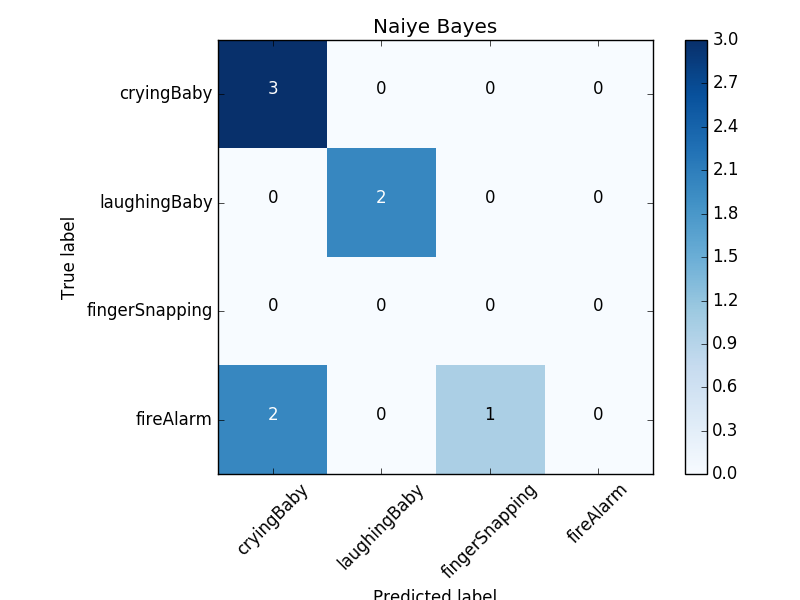 Naiye Bayes
cryingBaby 3 0 0 0
laughingBaby 0 2 0 0
fingerSnapping 0 0 0 0
fireAlarm 2 0 1 0
True label
cryingBaby laughingBaby fingerSnapping fireAlarm
Predicted label
3.0
2.7
2.4
2.1
1.8
1.5
1.2
0.9
0.6
0.3
0.0